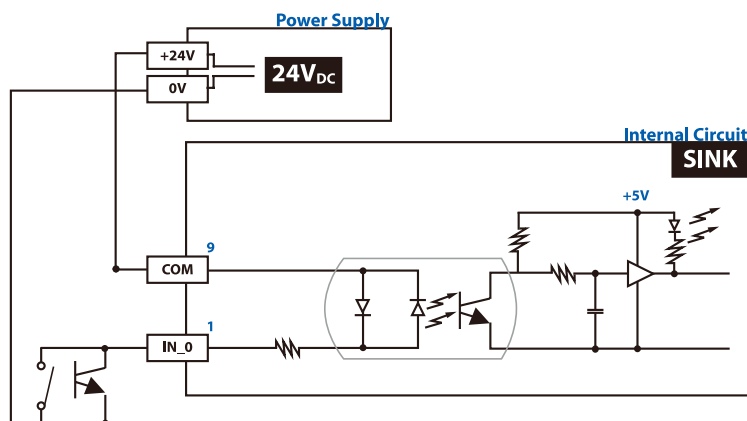 Power Supply
+24V
24VDC
0V
Internal Circuit
SINK
+5V
9
COM
1
IN_0